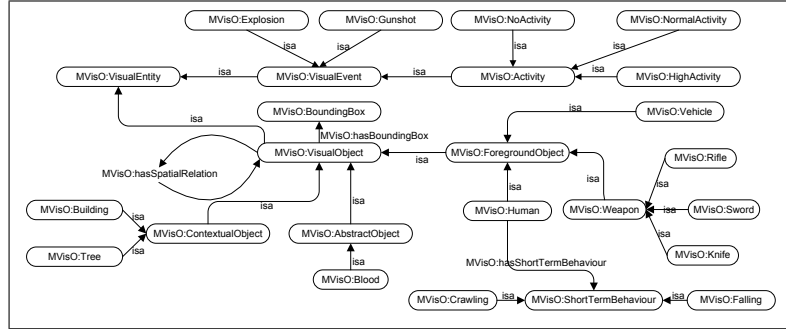 MVisO:Explosion
MVisO:Gunshot
MVisO:NoActivity
MVisO:NormalActivity
isa
isa
isa
isa
MVisO:VisualEntity
isa
MVisO:VisualEvent
isa
MVisO:Activity
isa
MVisO:HighActivity
MVisO:BoundingBox
isa
MVisO:Vehicle
isa
MVisO:hasBoundingBox
MVisO:VisualObject
isa
MVisO:ForegroundObject
MVisO:Rifle
MVisO:hasSpatialRelation
isa
isa
isa
MVisO:Building
isa
isa
isa
MVisO:Human
MVisO:Weapon
isa
MVisO:Sword
isa
MVisO:ContextualObject
MVisO:AbstractObject
isa
MVisO:Tree
isa
MVisO:Knife
isa
MVisO:hasShortTermBehaviour
MVisO:Blood
MVisO:Crawling
isa
MVisO:ShortTermBehaviour
isa
MVisO:Falling